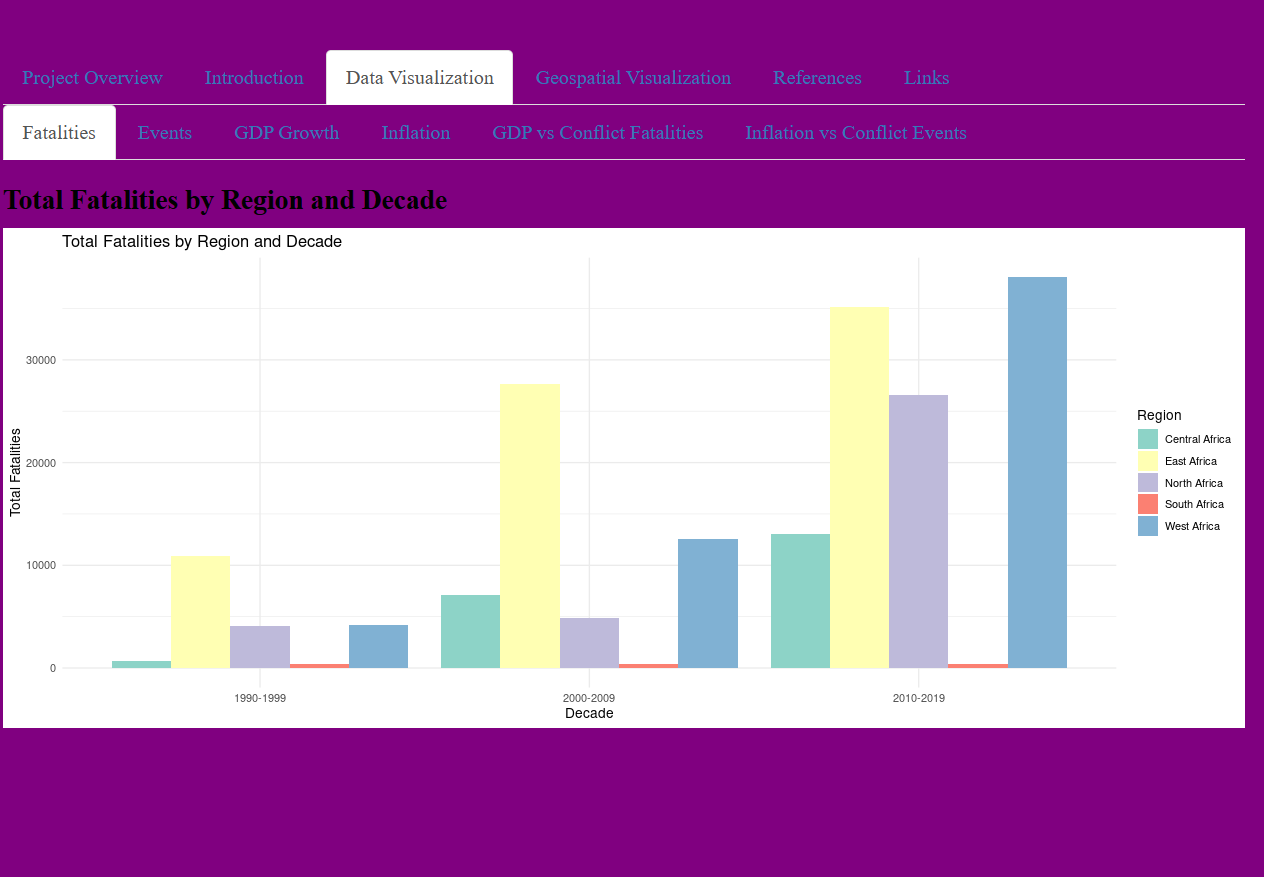 Project Overview Introduction Data Visualization Geospatial Visualization References Links
Fatalities Events GDP Growth Inflation GDP vs Conflict Fatalities Inflation vs Conflict Events
Total Fatalities by Region and Decade
Total Fatalities by Region and Decade
Total Fatalities
30000
20000
10000
0
1990-1999 2000-2009 2010-2019
Decade
Region
Central Africa
East Africa
North Africa
South Africa
West Africa